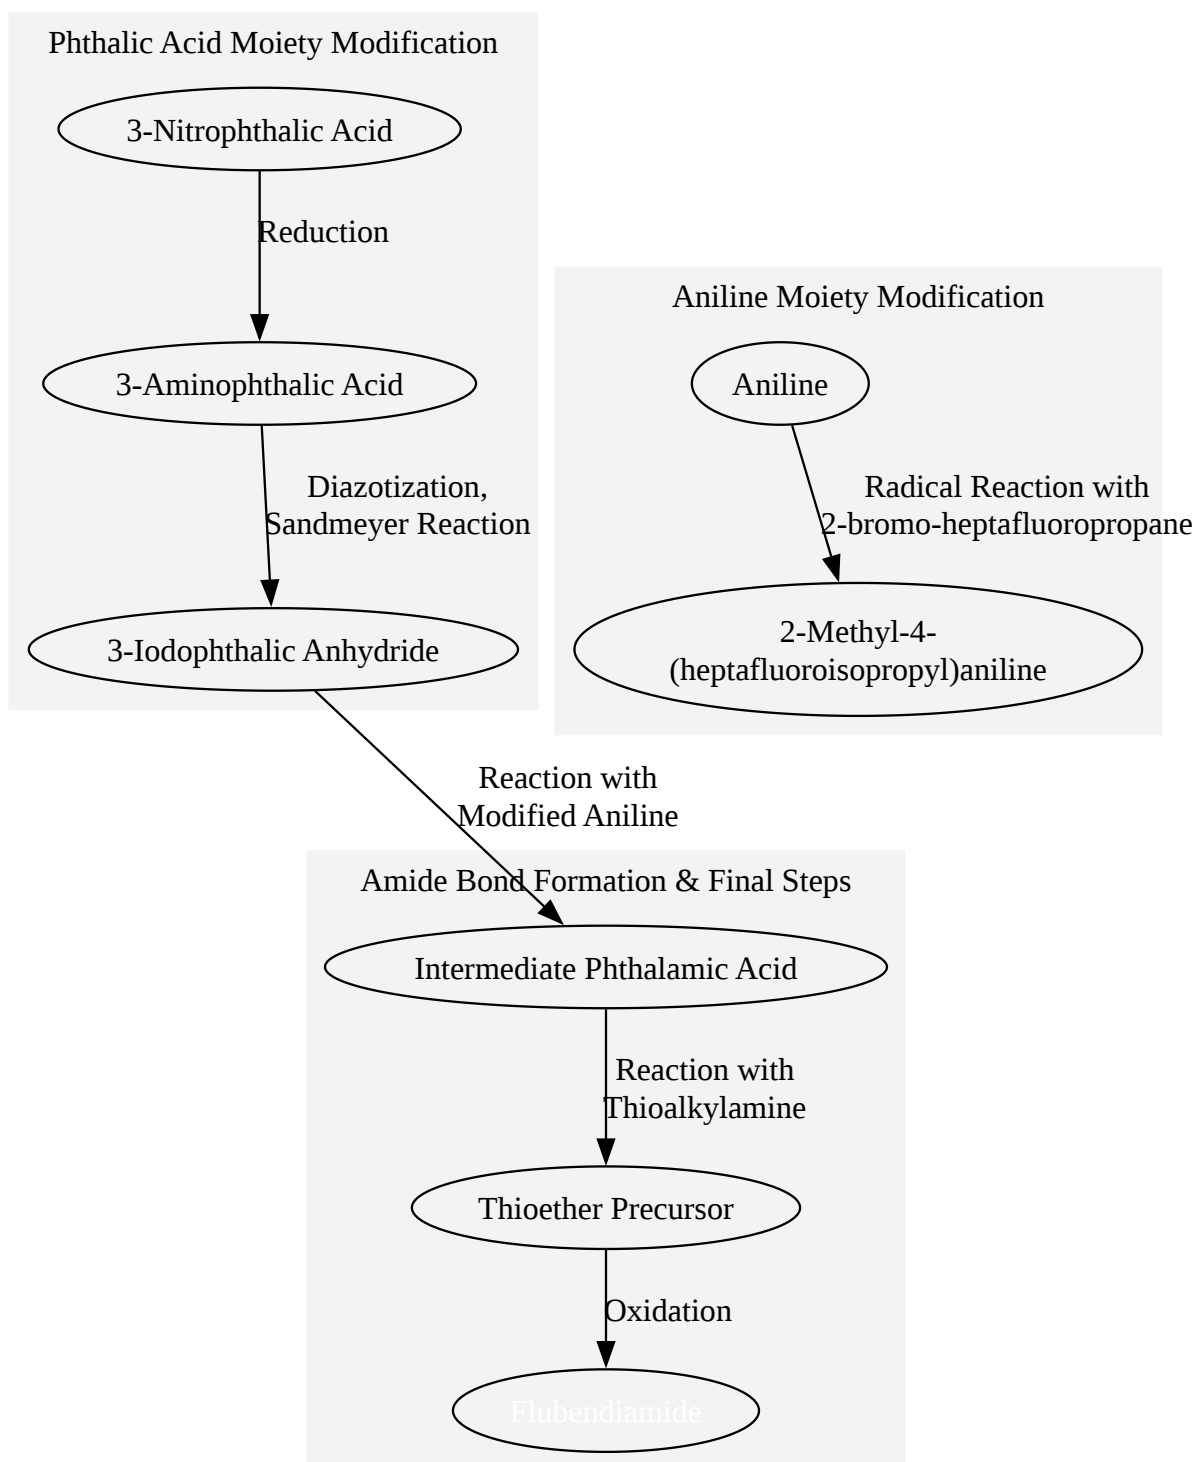 Phthalic Acid Moiety Modification
3-Nitrophthalic Acid
Reduction
3-Aminophthalic Acid
Diazotization,
Sandmeyer Reaction
3-Iodophthalic Anhydride
Aniline Moiety Modification
Aniline
Radical Reaction with
2-bromo-heptafluoropropane
2-Methyl-4-
(heptafluoroisopropyl)aniline
Reaction with
Modified Aniline
Amide Bond Formation & Final Steps
Intermediate Phthalamic Acid
Reaction with
Thioalkylamine
Thioether Precursor
Oxidation
Flubendiamide